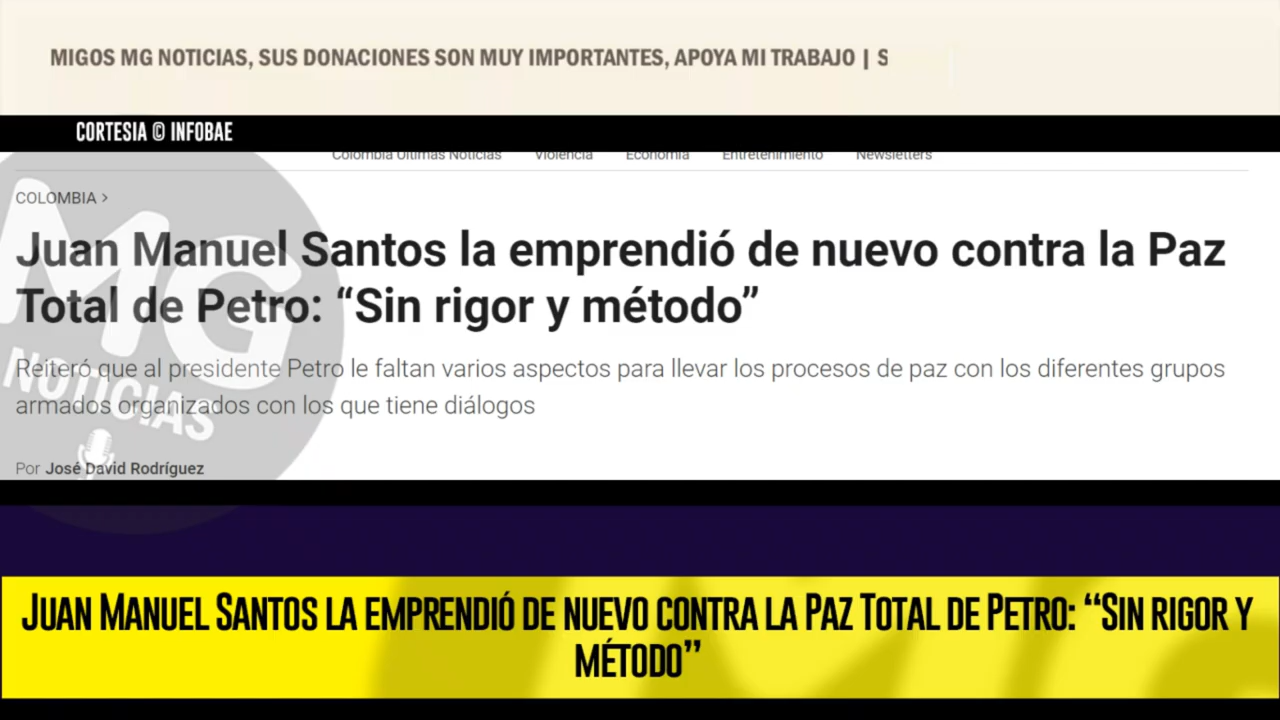 MIGOS MG NOTICIAS, SUS DONACIONES SON MUY IMPORTANTES, APOYA MI TRABAJO | S
CORTESIA © INFOBAE
Colombia Últimas Noticias Violencia Economía Entretenimiento Newsletters
COLOMBIA >
Juan Manuel Santos la emprendió de nuevo contra la Paz
Total de Petro: “Sin rigor y método”
Reiteró que al presidente Petro le faltan varios aspectos para llevar los procesos de paz con los diferentes grupos
armados organizados con los que tiene diálogos
Por José David Rodríguez
MG
NOTICIAS
JUAN MANUEL SANTOS LA EMPRENDIÓ DE NUEVO CONTRA LA PAZ TOTAL DE PETRO: “SIN RIGOR Y
MÉTODO”